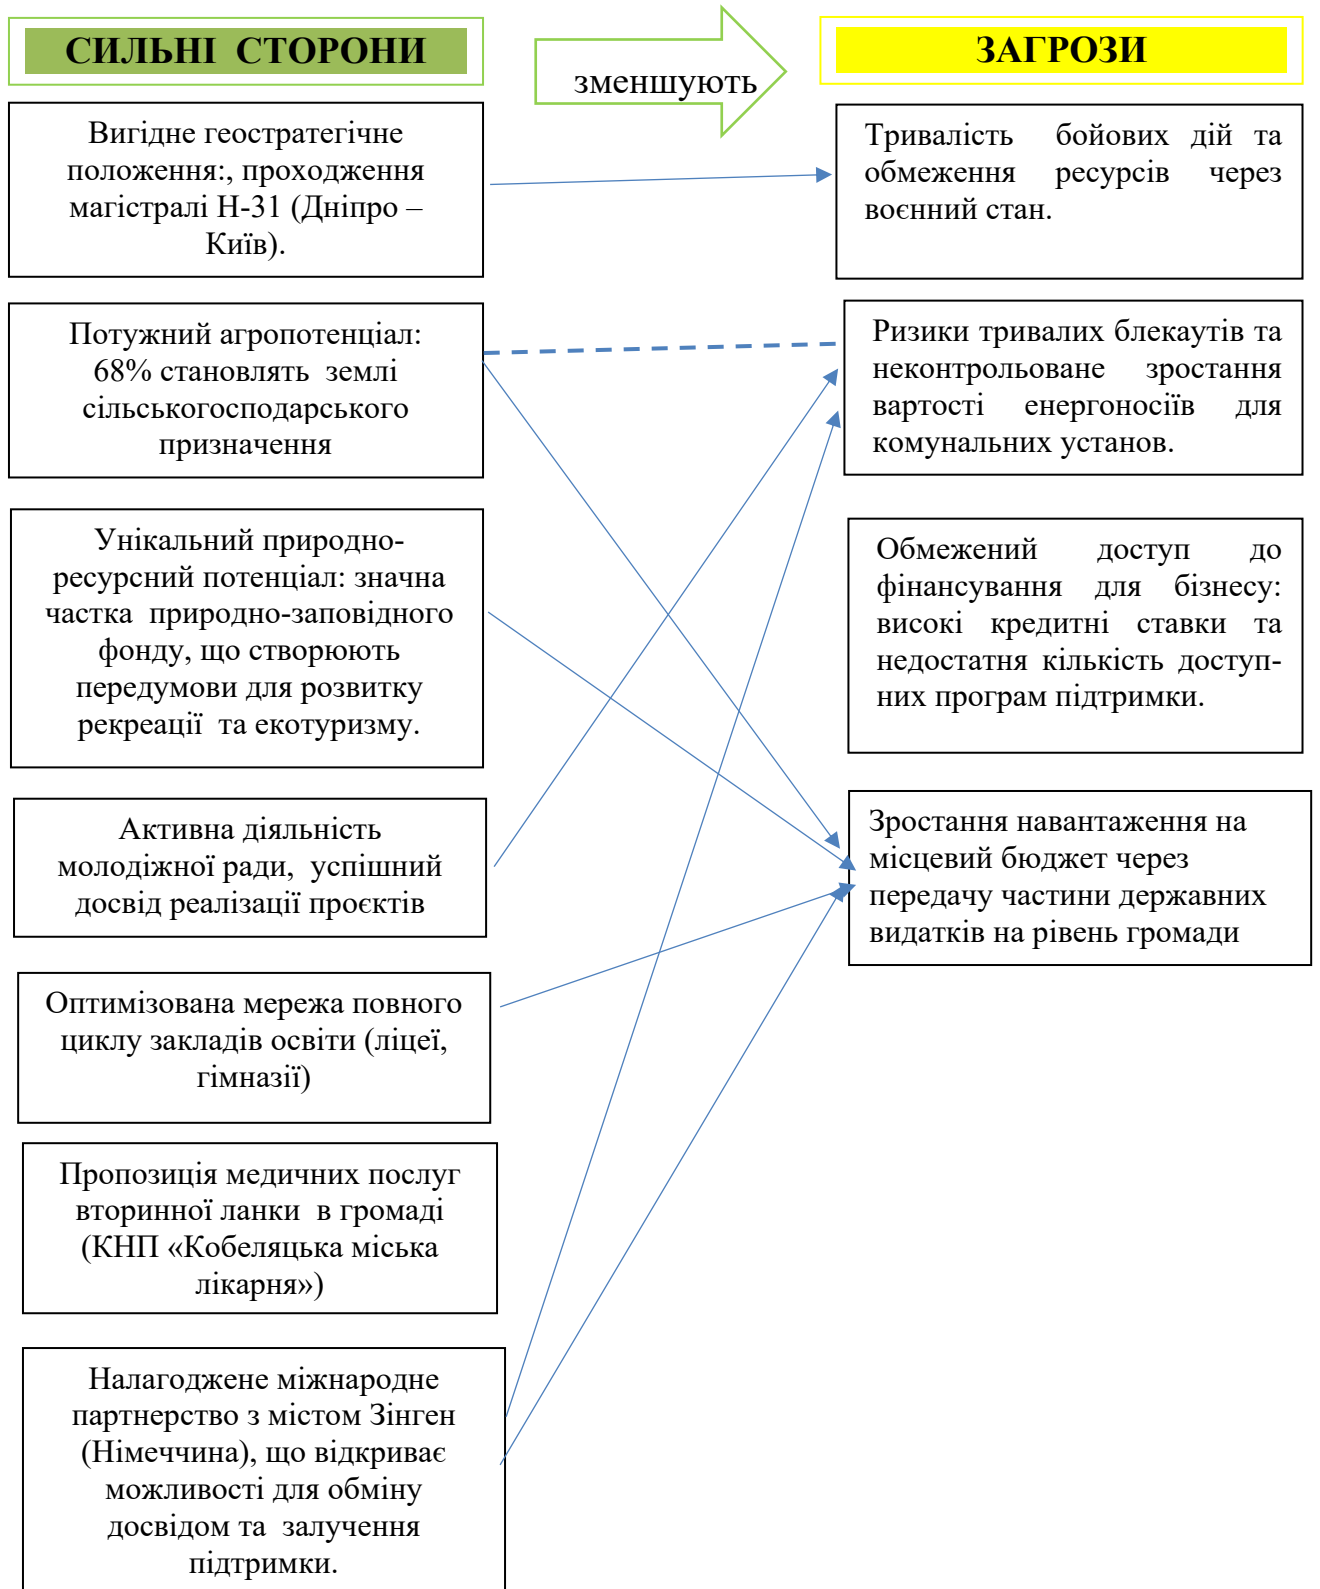 СИЛЬНІ СТОРОНИ
зменшують
ЗАГРОЗИ
Вигідне геостратегічне
положення:, проходження
магістралі Н-31 (Дніпро –
Київ).
Тривалість бойових дій та
обмеження ресурсів через
воєнний стан.
Потужний агропотенціал:
68% становлять землі
сільськогосподарського
призначення
Ризики тривалих блекаутів та
неконтрольоване зростання
вартості енергоносіїв для
комунальних установ.
Унікальний природно-
ресурсний потенціал: значна
частка природно-заповідного
фонду, що створюють
передумови для розвитку
рекреації та екотуризму.
Обмежений доступ до
фінансування для бізнесу:
високі кредитні ставки та
недостатня кількість доступ-
них програм підтримки.
Активна діяльність
молодіжної ради, успішний
досвід реалізації проєктів
Зростання навантаження на
місцевий бюджет через
передачу частини державних
видатків на рівень громади
Оптимізована мережа повного
циклу закладів освіти (ліцеї,
гімназії)
Пропозиція медичних послуг
вторинної ланки в громаді
(КНП «Кобеляцька міська
лікарня»)
Налагоджене міжнародне
партнерство з містом Зінген
(Німеччина), що відкриває
можливості для обміну
досвідом та залучення
підтримки.